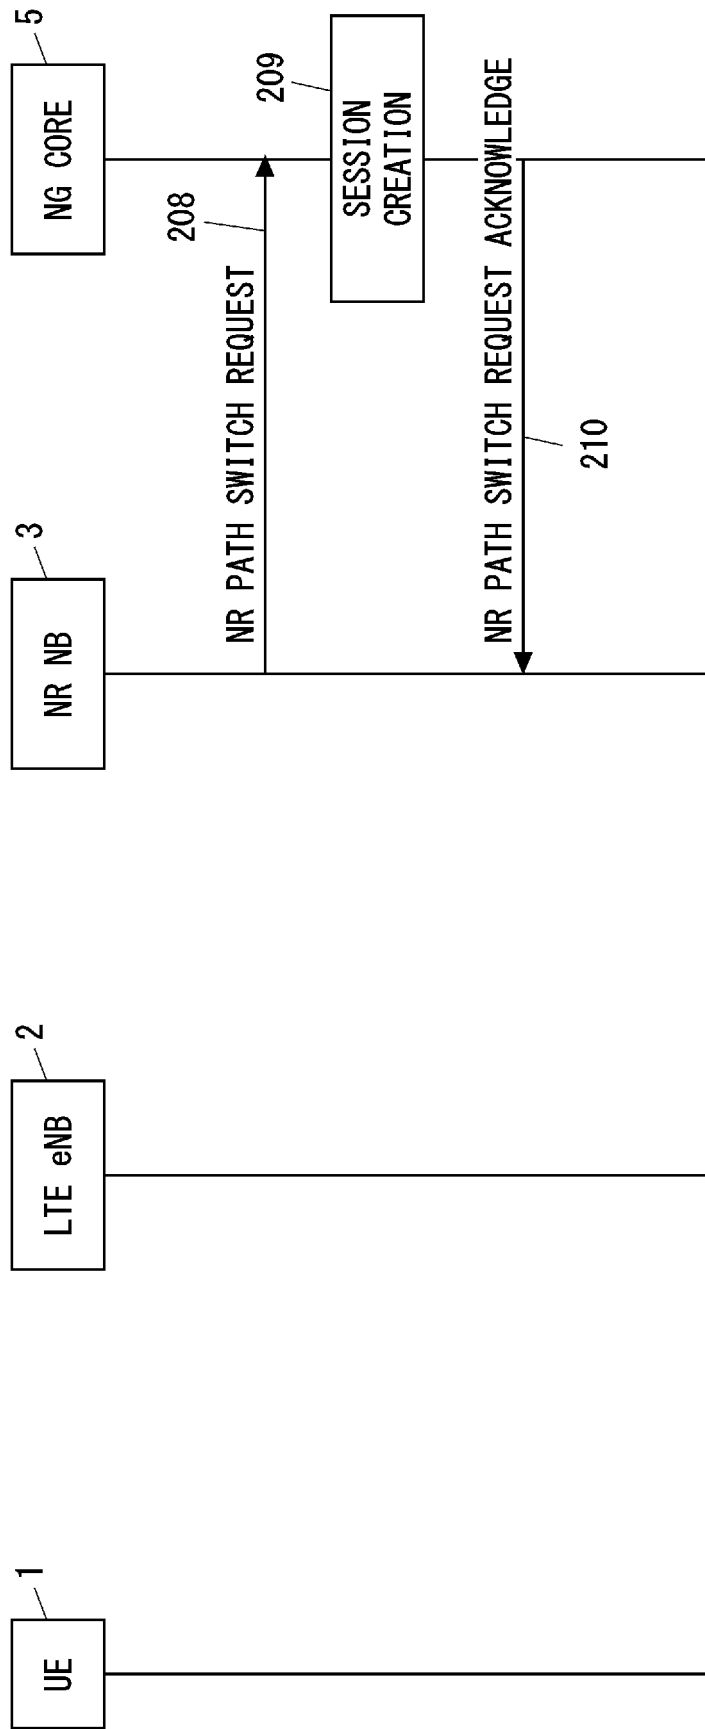 1
UE
2
LTE eNB
3
NR NB
5
NG CORE
NR PATH SWITCH REQUEST
208
209
SESSION
CREATION
NR PATH SWITCH REQUEST ACKNOWLEDGE
210